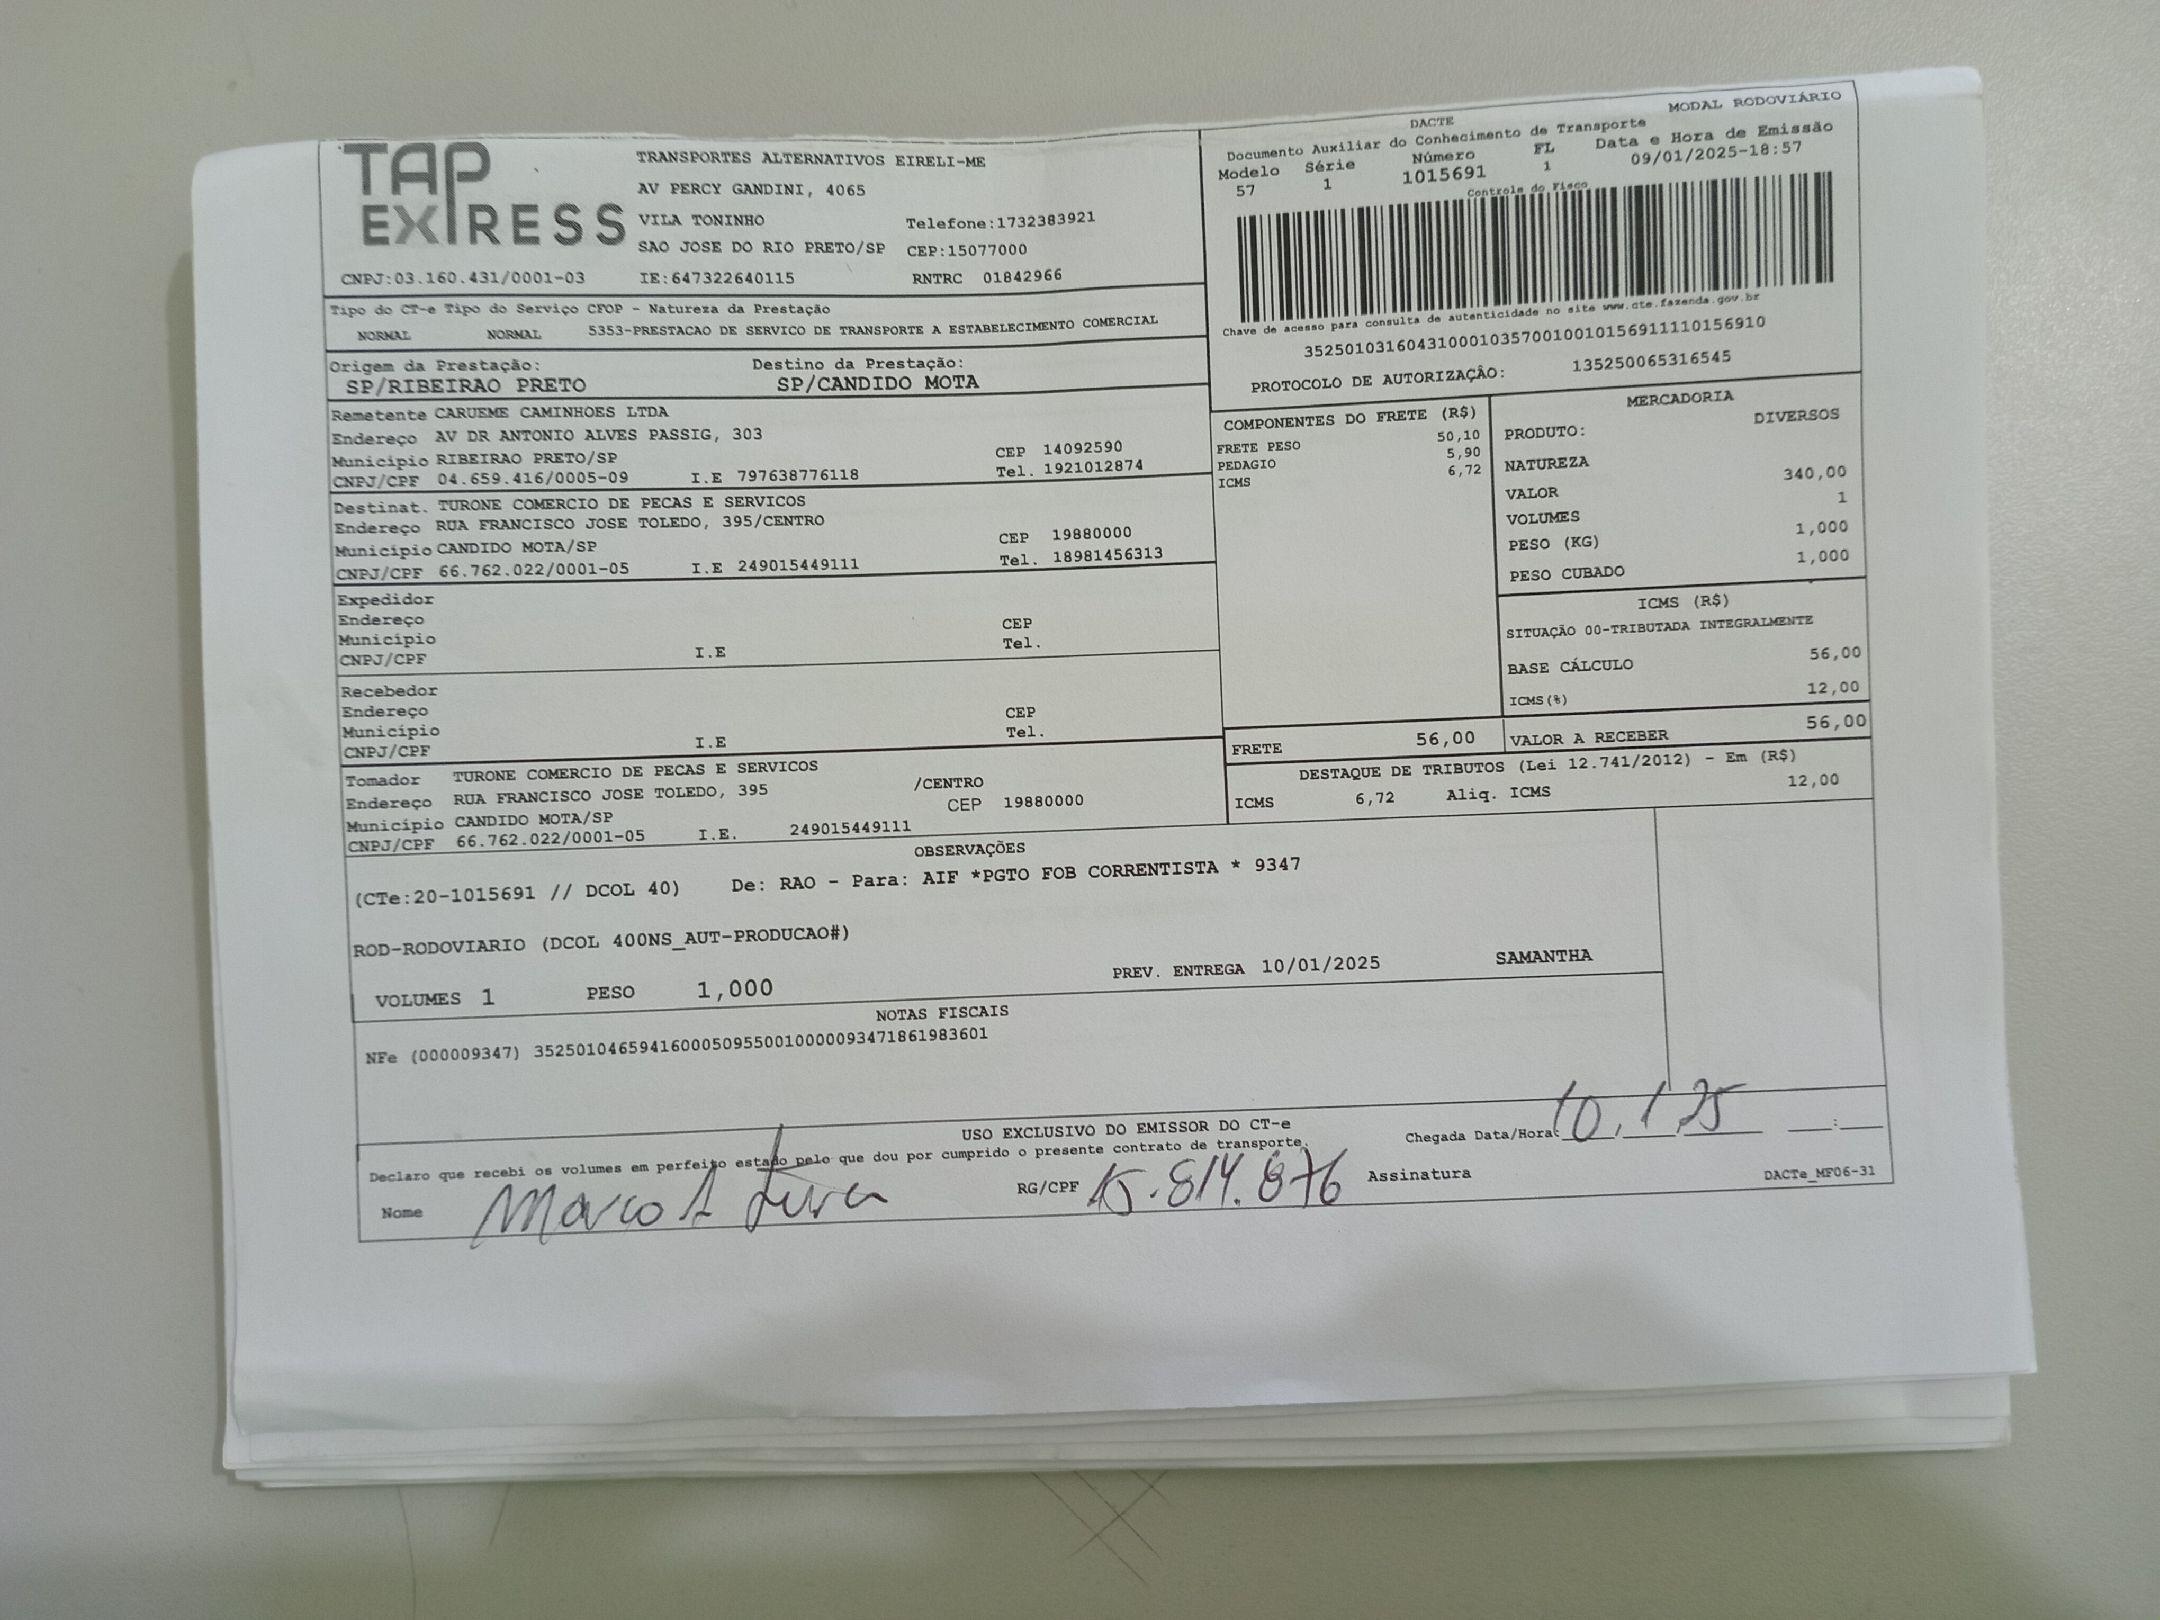 TAP EXPRESS
TRANSPORTES ALTERNATIVOS EIRELI-ME
AV PERCY GANDINI, 4065
VILA TONINHO Telefone:1732383921
SAO JOSE DO RIO PRETO/SP CEP:15077000
CNPJ:03.160.431/0001-03 IE:647322640115 RNTRC 01842966
MODAL RODOVIÁRIO
DACTE
Documento Auxiliar do Conhecimento de Transporte
Modelo Série Número FL Data e Hora de Emissão
57 1 1015691 1 09/01/2025-18:57
Controle do Fisco
Chave de acesso para consulta de autenticidade no site www.cte.fazenda.gov.br
35250103160431000103570010010156911110156910
PROTOCOLO DE AUTORIZAÇÂO: 135250065316545
Tipo do CT-e Tipo do Serviço CFOP - Natureza da Prestação
NORMAL NORMAL 5353-PRESTACAO DE SERVICO DE TRANSPORTE A ESTABELECIMENTO COMERCIAL
Origem da Prestação: Destino da Prestação:
SP/RIBEIRAO PRETO SP/CANDIDO MOTA
Remetente CARUEME CAMINHOES LTDA
Endereço AV DR ANTONIO ALVES PASSIG, 303
Município RIBEIRAO PRETO/SP CEP 14092590
CNPJ/CPF 04.659.416/0005-09 I.E 797638776118 Tel. 1921012874
Destinat. TURONE COMERCIO DE PECAS E SERVICOS
Endereço RUA FRANCISCO JOSE TOLEDO, 395/CENTRO
Município CANDIDO MOTA/SP CEP 19880000
CNPJ/CPF 66.762.022/0001-05 I.E 249015449111 Tel. 18981456313
Expedidor
Endereço
Município CEP
CNPJ/CPF I.E Tel.
Recebedor
Endereço
Município CEP
CNPJ/CPF I.E Tel.
Tomador TURONE COMERCIO DE PECAS E SERVICOS
Endereço RUA FRANCISCO JOSE TOLEDO, 395 /CENTRO
Município CANDIDO MOTA/SP CEP 19880000
CNPJ/CPF 66.762.022/0001-05 I.E. 249015449111
COMPONENTES DO FRETE (R$)
FRETE PESO 50,10
PEDAGIO 5,90
ICMS 6,72
MERCADORIA
PRODUTO: DIVERSOS
NATUREZA
VALOR 340,00
VOLUMES 1
PESO (KG) 1,000
PESO CUBADO 1,000
ICMS (R$)
SITUAÇÃO 00-TRIBUTADA INTEGRALMENTE
BASE CÁLCULO 56,00
ICMS(%) 12,00
FRETE 56,00 VALOR A RECEBER 56,00
DESTAQUE DE TRIBUTOS (Lei 12.741/2012) - Em (R$)
ICMS 6,72 Aliq. ICMS 12,00
OBSERVAÇÕES
(CTe:20-1015691 // DCOL 40) De: RAO - Para: AIF *PGTO FOB CORRENTISTA * 9347
ROD-RODOVIARIO (DCOL 400NS_AUT-PRODUCAO#)
VOLUMES 1 PESO 1,000 PREV. ENTREGA 10/01/2025 SAMANTHA
NOTAS FISCAIS
NFe (000009347) 35250104659416000509550010000093471861983601
USO EXCLUSIVO DO EMISSOR DO CT-e
Declaro que recebi os volumes em perfeito estado pelo que dou por cumprido o presente contrato de transporte.
Chegada Data/Hora: 10,1,25 :
Nome Marco A RG/CPF 15.814.876 Assinatura
DACTe_MF06-31